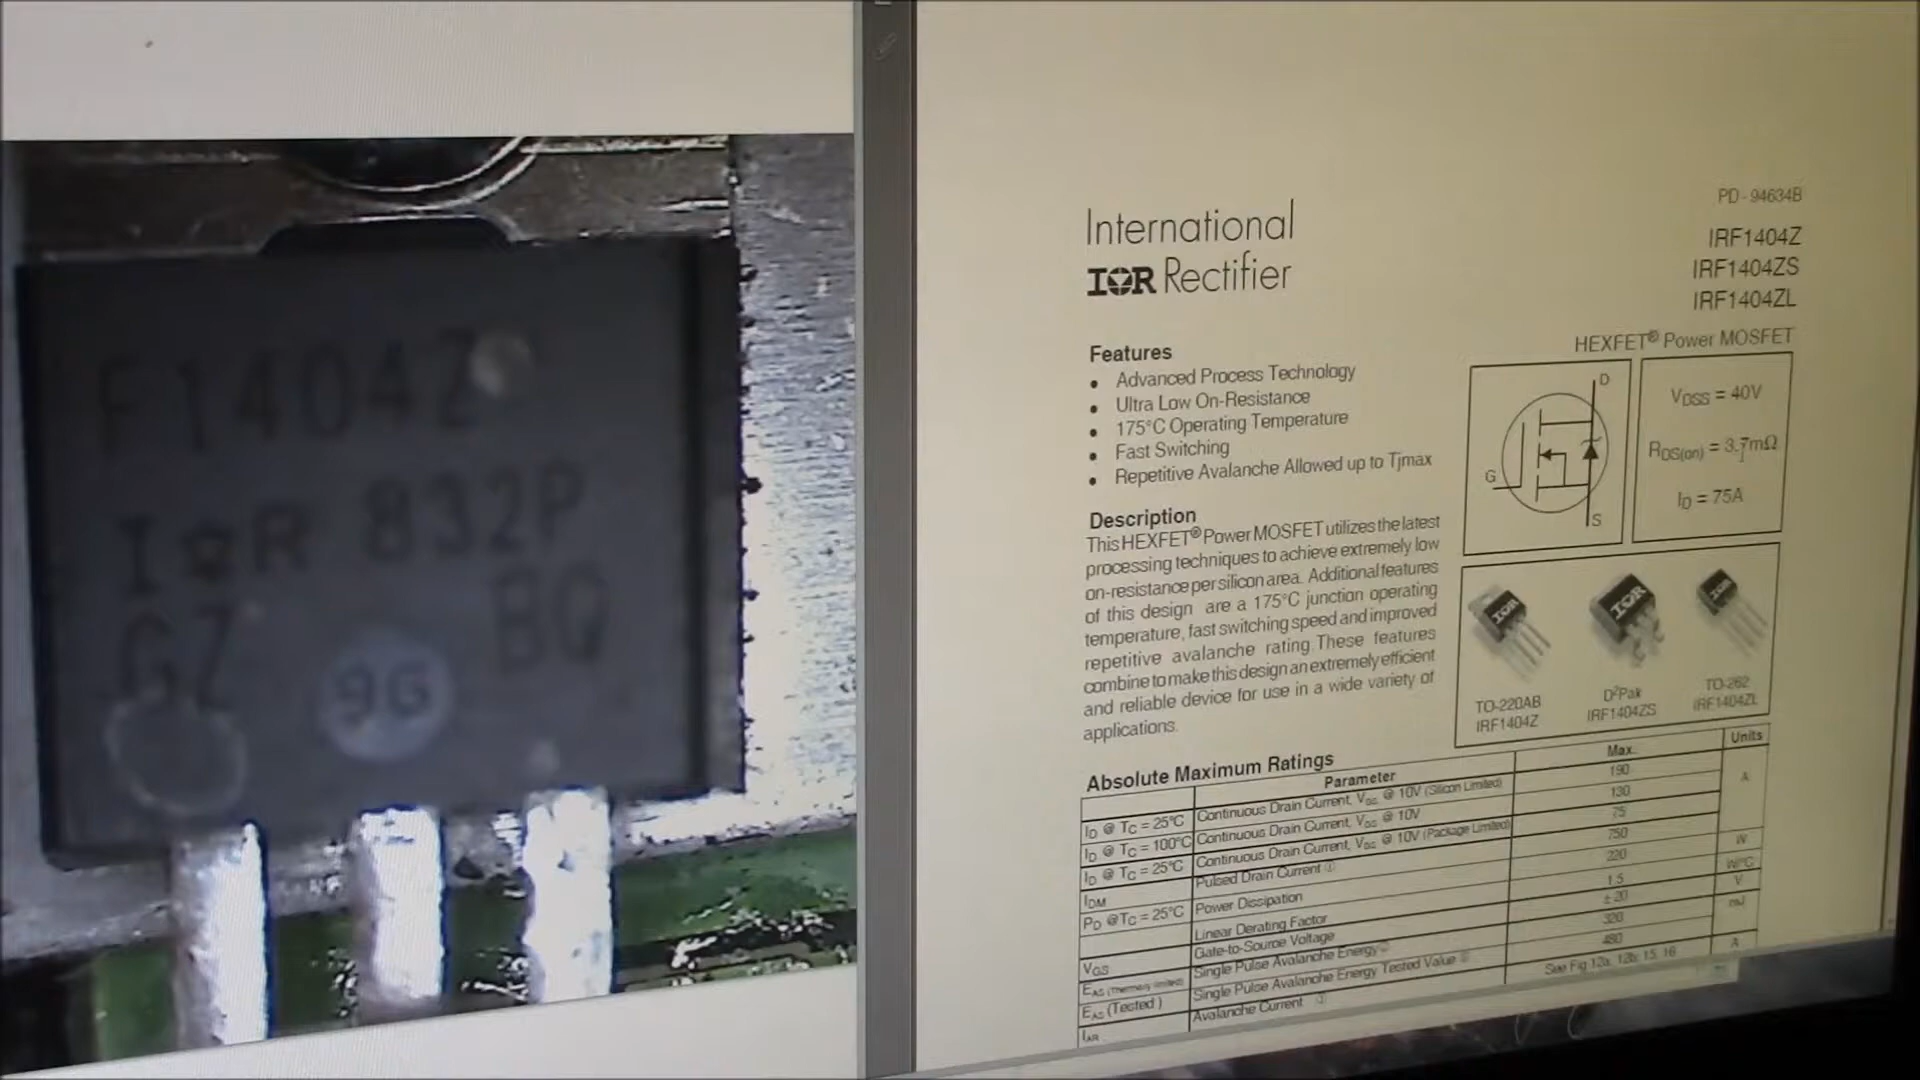 F1404Z
IOR 832P
GZ BQ
9G
PD - 94634B
International
IOR Rectifier
IRF1404Z
IRF1404ZS
IRF1404ZL
HEXFET® Power MOSFET
Features
• Advanced Process Technology
• Ultra Low On-Resistance
• 175°C Operating Temperature
• Fast Switching
• Repetitive Avalanche Allowed up to Tjmax
D
G
S
VDSS = 40V
RDS(on) = 3.7mΩ
ID = 75A
Description
This HEXFET® Power MOSFET utilizes the latest
processing techniques to achieve extremely low
on-resistance per silicon area. Additional features
of this design are a 175°C junction operating
temperature, fast switching speed and improved
repetitive avalanche rating. These features
combine to make this design an extremely efficient
and reliable device for use in a wide variety of
applications.
IOR
IOR
IOR
TO-220AB
IRF1404Z
D²Pak
IRF1404ZS
TO-262
IRF1404ZL
Absolute Maximum Ratings
Parameter Max. Units
ID @ TC = 25°C Continuous Drain Current, VGS @ 10V (Silicon Limited) 190 A
ID @ TC = 100°C Continuous Drain Current, VGS @ 10V 130
ID @ TC = 25°C Continuous Drain Current, VGS @ 10V (Package Limited) 75
IDM Pulsed Drain Current ① 750
PD @TC = 25°C Power Dissipation 220 W
Linear Derating Factor 1.5 W/°C
VGS Gate-to-Source Voltage ± 20 V
EAS (Thermally limited) Single Pulse Avalanche Energy 320 mJ
EAS (Tested ) Single Pulse Avalanche Energy Tested Value 480
IAR Avalanche Current ① See Fig.12a, 12b, 15, 16 A